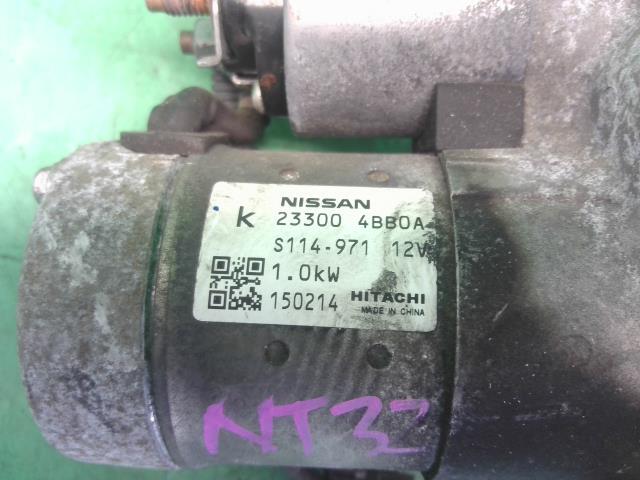 NISSAN
K 23300 4BB0A
S114-971 12V
1.0kW
150214 HITACHI
MADE IN CHINA
NT32